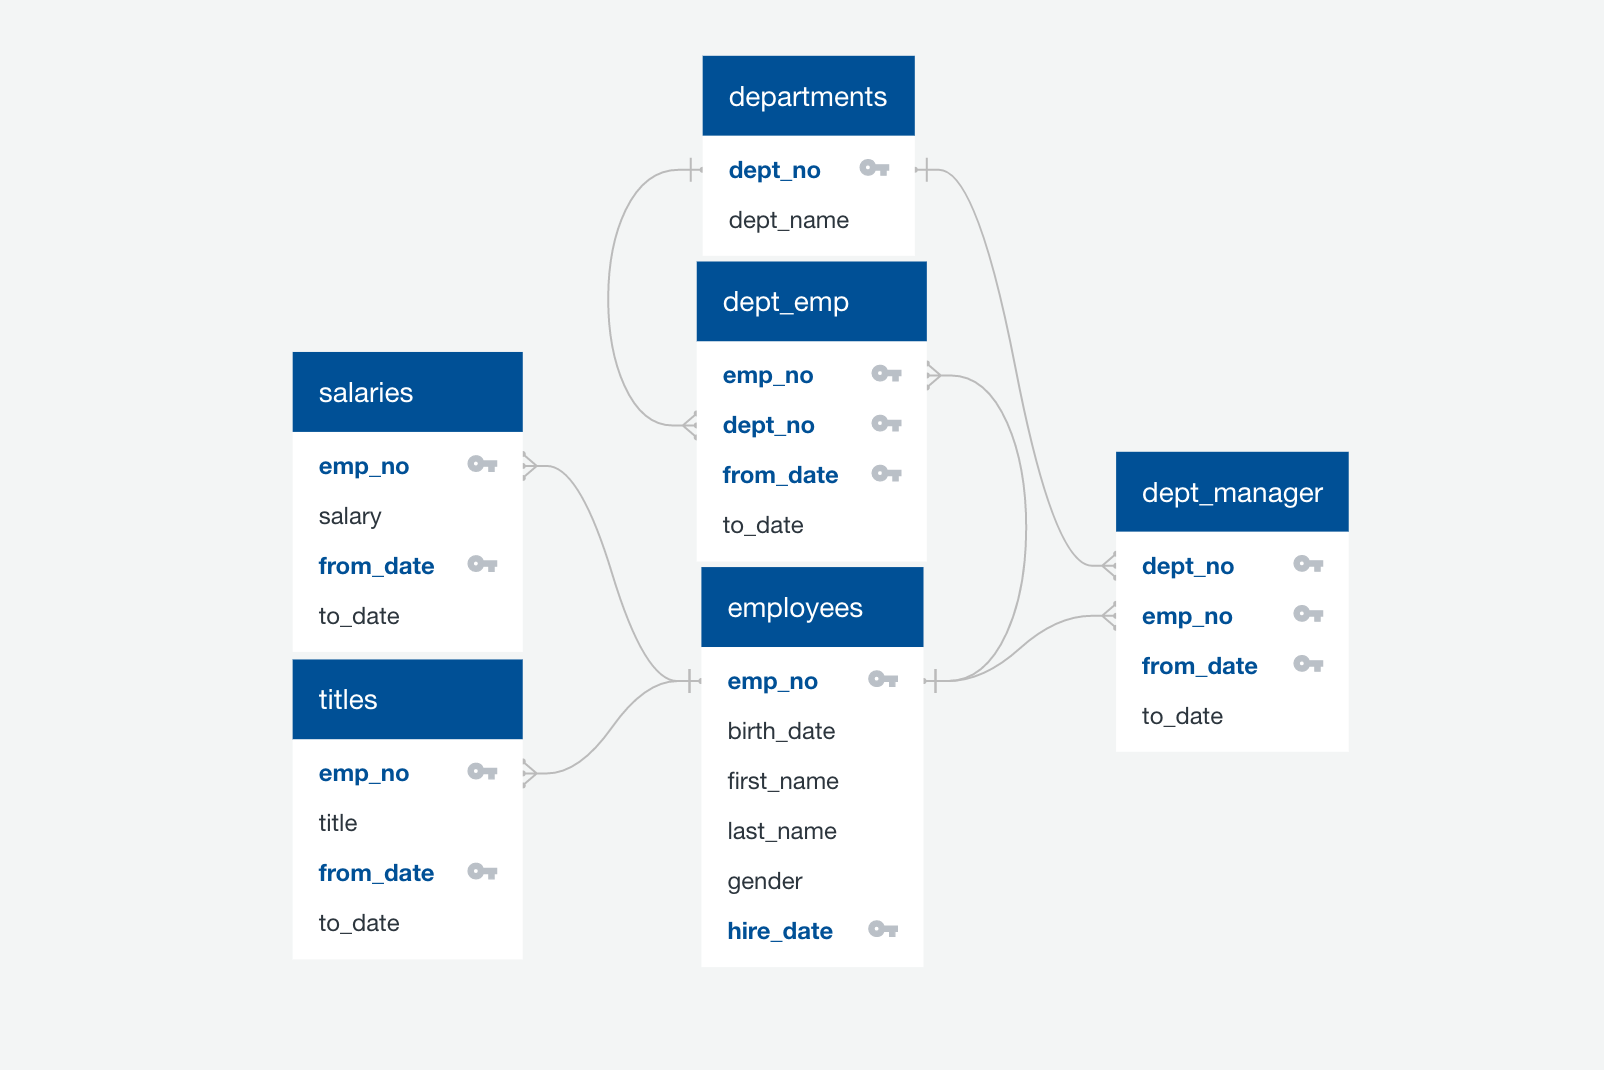 departments
dept_no
dept_name
dept_emp
emp_no
dept_no
from_date
to_date
salaries
emp_no
salary
from_date
to_date
titles
emp_no
title
from_date
to_date
employees
emp_no
birth_date
first_name
last_name
gender
hire_date
dept_manager
dept_no
emp_no
from_date
to_date